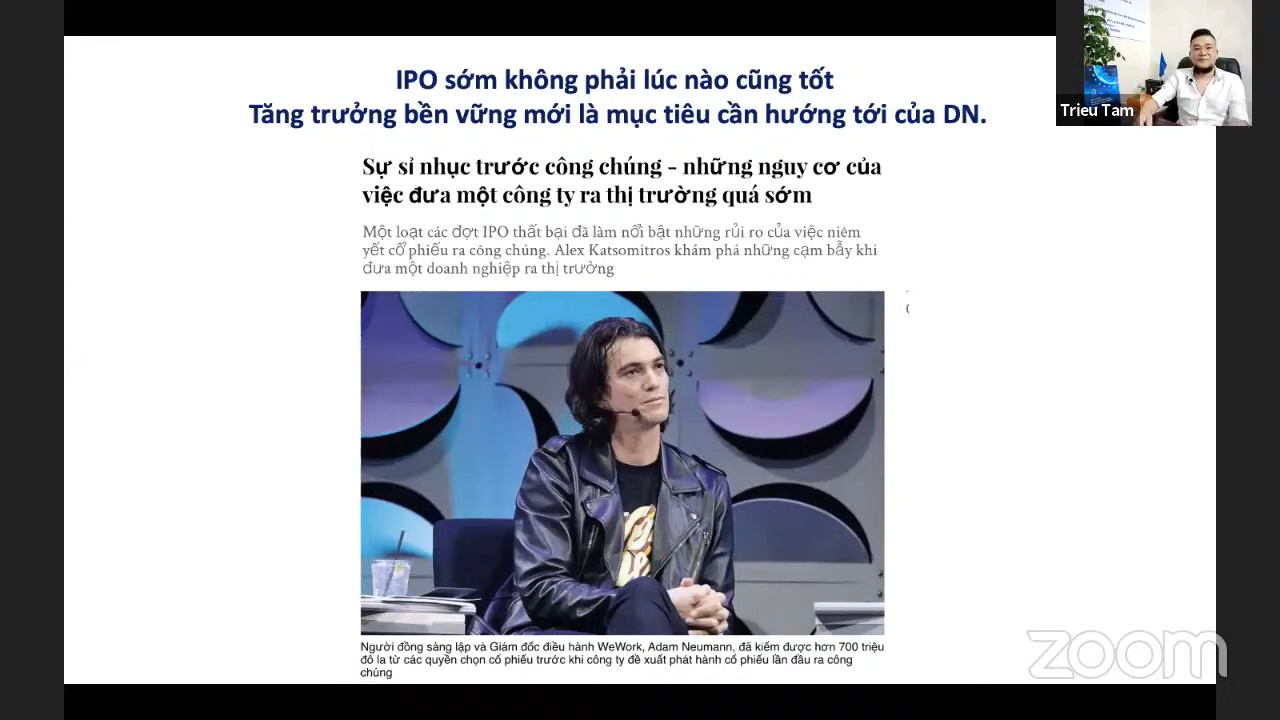 IPO sớm không phải lúc nào cũng tốt
Tăng trưởng bền vững mới là mục tiêu cần hướng tới của DN.
Trieu Tam
Sự sỉ nhục trước công chúng - những nguy cơ của
việc đưa một công ty ra thị trường quá sớm
Một loạt các đợt IPO thất bại đã làm nổi bật những rủi ro của việc niêm
yết cổ phiếu ra công chúng. Alex Katsomitros khám phá những cạm bẫy khi
đưa một doanh nghiệp ra thị trường
Người đồng sáng lập và Giám đốc điều hành WeWork, Adam Neumann, đã kiếm được hơn 700 triệu
đô la từ các quyền chọn cổ phiếu trước khi công ty đề xuất phát hành cổ phiếu lần đầu ra công
chúng
zoom